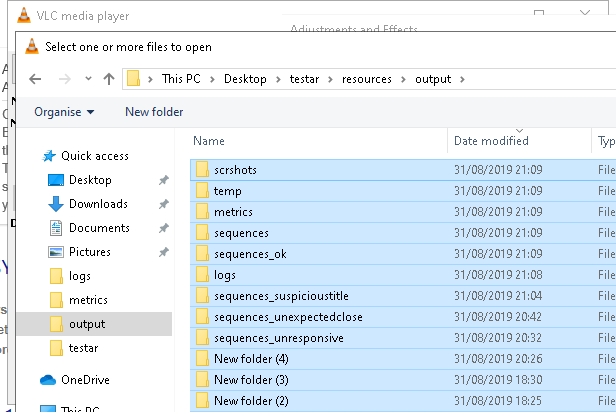 VLC media player
Adjustments and Effects
Select one or more files to open
This PC > Desktop > testar > resources > output >
Organise New folder
Name Date modified Typ
Quick access
Desktop
Downloads
Documents
Pictures
logs
metrics
output
testar
OneDrive
This PC
scrshots 31/08/2019 21:09 File
temp 31/08/2019 21:09 File
metrics 31/08/2019 21:09 File
sequences 31/08/2019 21:09 File
sequences_ok 31/08/2019 21:09 File
logs 31/08/2019 21:08 File
sequences_suspicioustitle 31/08/2019 21:04 File
sequences_unexpectedclose 31/08/2019 20:42 File
sequences_unresponsive 31/08/2019 20:32 File
New folder (4) 31/08/2019 20:26 File
New folder (3) 31/08/2019 18:30 File
New folder (2) 31/08/2019 18:25 File